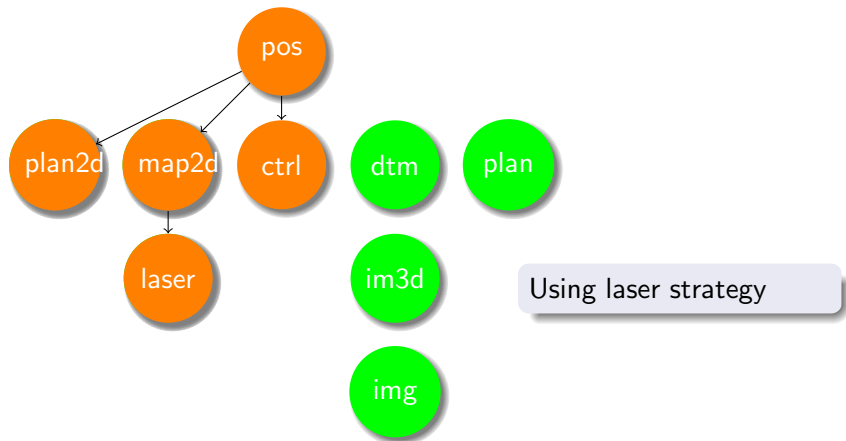 pos
plan2d
map2d
ctrl
dtm
plan
laser
im3d
Using laser strategy
img